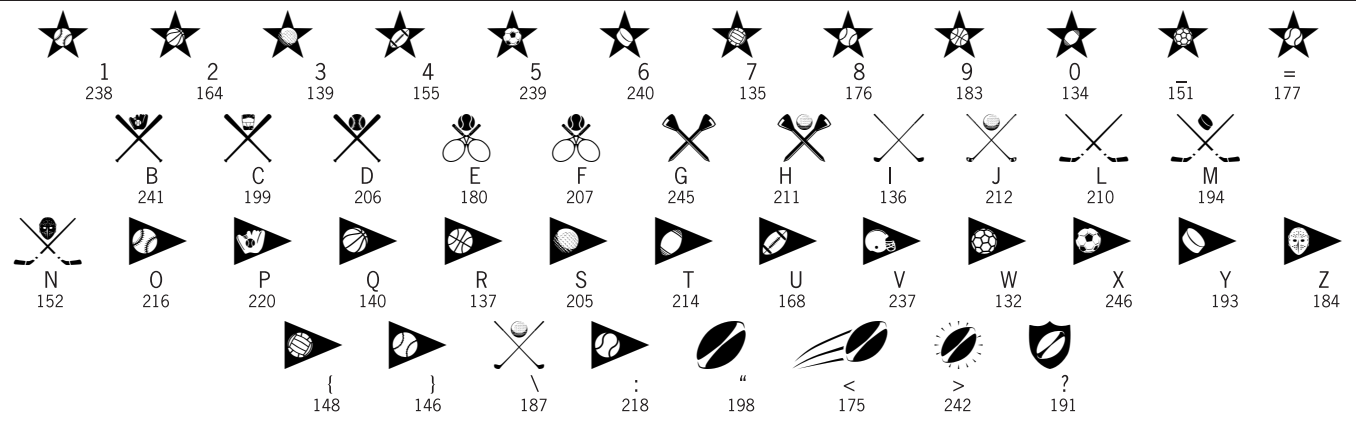 1 2 3 4 5 6 7 8 9 0 _ =
238 164 139 155 239 240 135 176 183 134 151 177
B C D E F G H I J L M
241 199 206 180 207 245 211 136 212 210 194
N O P Q R S T U V W X Y Z
152 216 220 140 137 205 214 168 237 132 246 193 184
{ } \ : “ < > ?
148 146 187 218 198 175 242 191